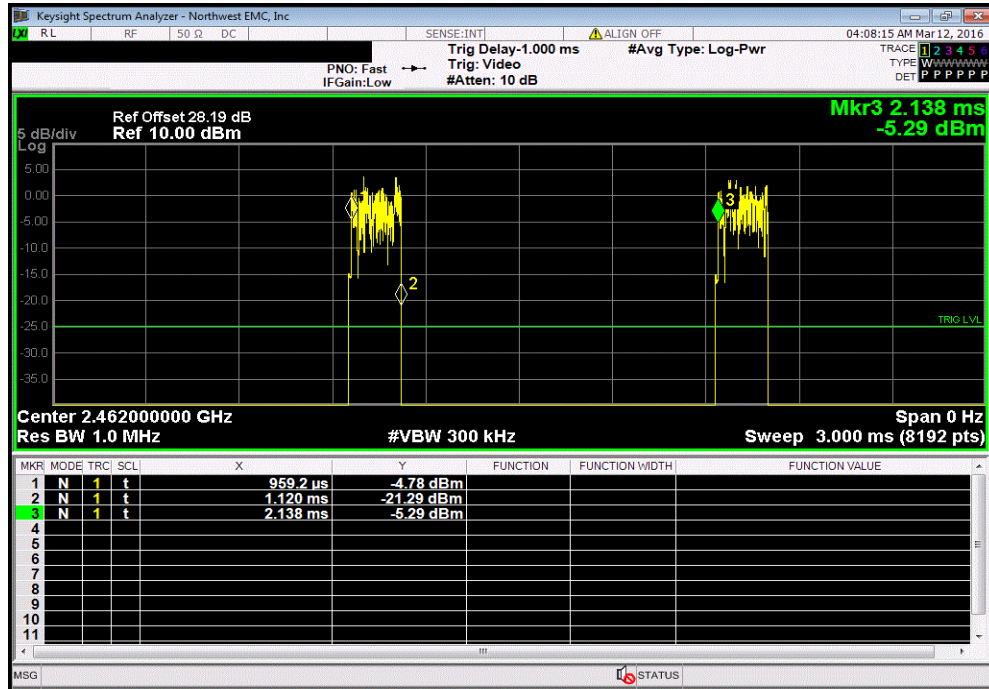 Keysight Spectrum Analyzer - Northwest EMC, Inc
LXI RL RF 50 Ω DC SENSE:INT ALIGN OFF 04:08:15 AM Mar 12, 2016
Trig Delay-1.000 ms #Avg Type: Log-Pwr TRACE 1 2 3 4 5 6
PNO: Fast Trig: Video TYPE WWWWWW
IFGain:Low #Atten: 10 dB DET P P P P P P
Mkr3 2.138 ms
-5.29 dBm
Ref Offset 28.19 dB
5 dB/div Ref 10.00 dBm
Log
5.00
0.00
-5.00
-10.0
-15.0
-20.0
-25.0
-30.0
-35.0
3
2
TRIG LVL
Center 2.462000000 GHz Span 0 Hz
Res BW 1.0 MHz #VBW 300 kHz Sweep 3.000 ms (8192 pts)
MKR MODE TRC SCL X Y FUNCTION FUNCTION WIDTH FUNCTION VALUE
1 N 1 t 959.2 µs -4.78 dBm
2 N 1 t 1.120 ms -21.29 dBm
3 N 1 t 2.138 ms -5.29 dBm
4
5
6
7
8
9
10
11
MSG STATUS